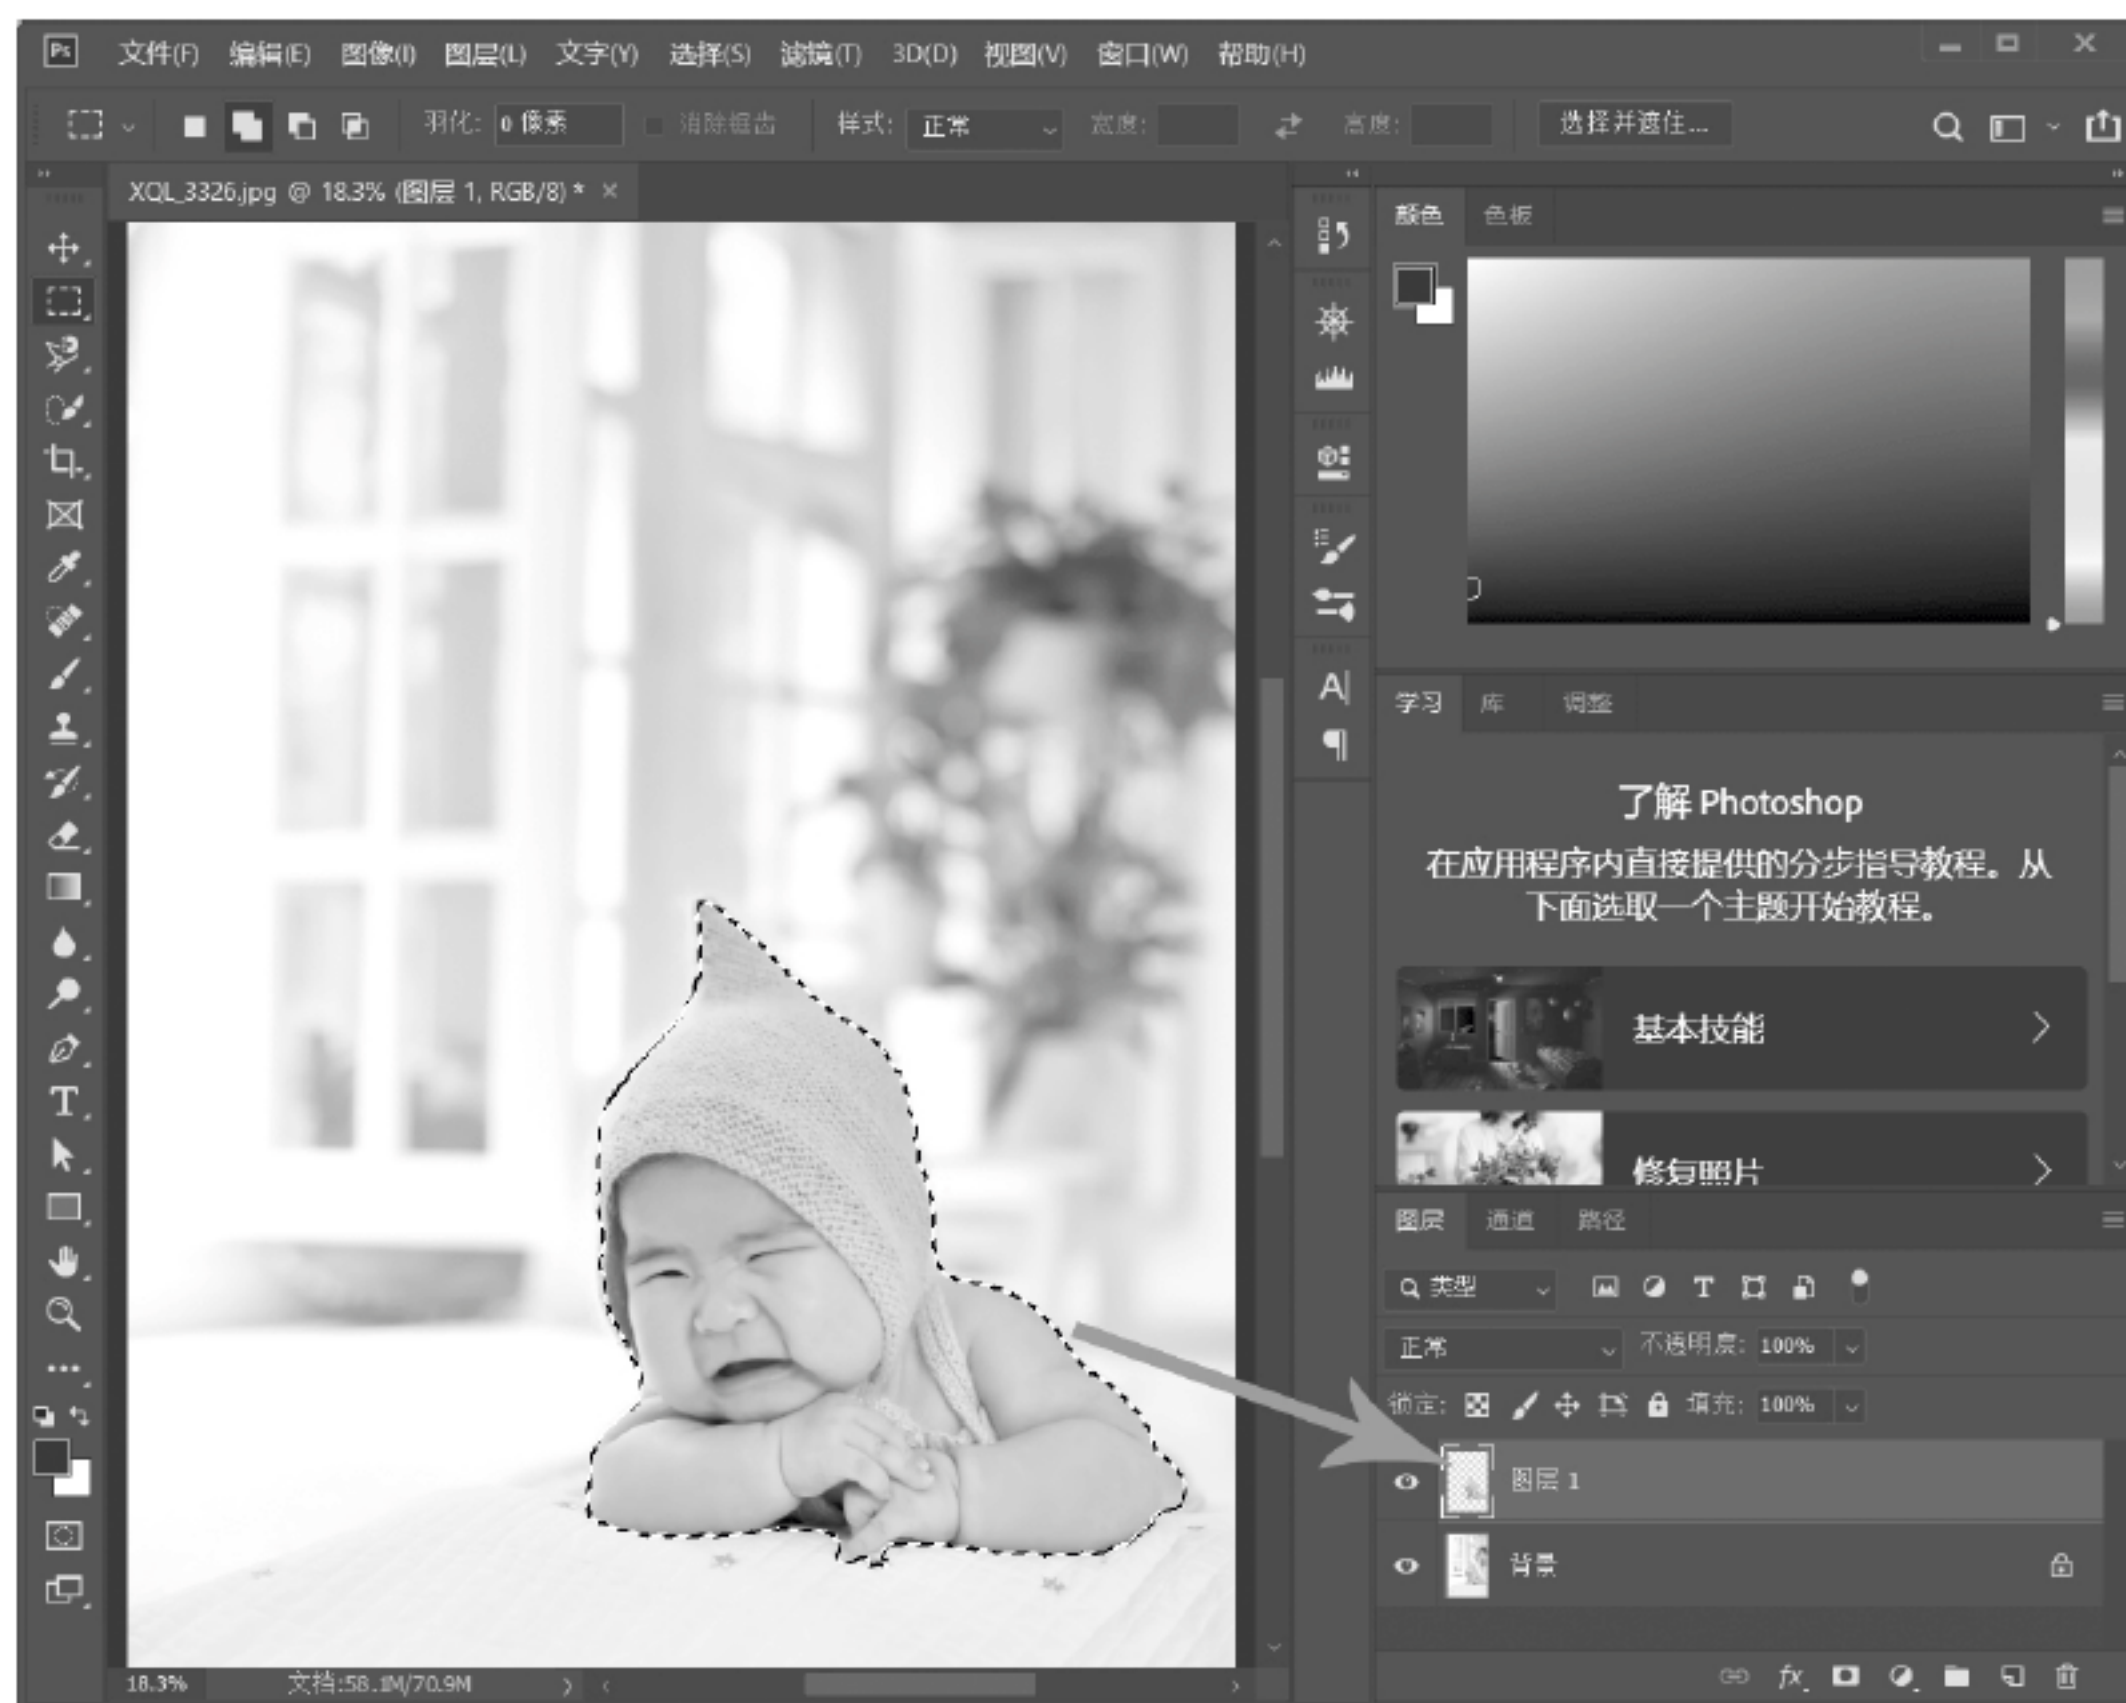 Ps 文件(F) 编辑(E) 图像(I) 图层(L) 文字(Y) 选择(S) 滤镜(T) 3D(D) 视图(V) 窗口(W) 帮助(H)
羽化: 0 像素 消除锯齿 样式: 正常 宽度: 高度: 选择并遮住...
XQL_3326.jpg @ 18.3% (图层 1, RGB/8) * ×
颜色 色板
学习 库 调整
了解 Photoshop
在应用程序内直接提供的分步指导教程。从
下面选取一个主题开始教程。
基本技能
修复照片
图层 通道 路径
类型
正常 不透明度: 100%
锁定: 填充: 100%
图层 1
背景
fx
18.3% 文档:58.1M/70.9M